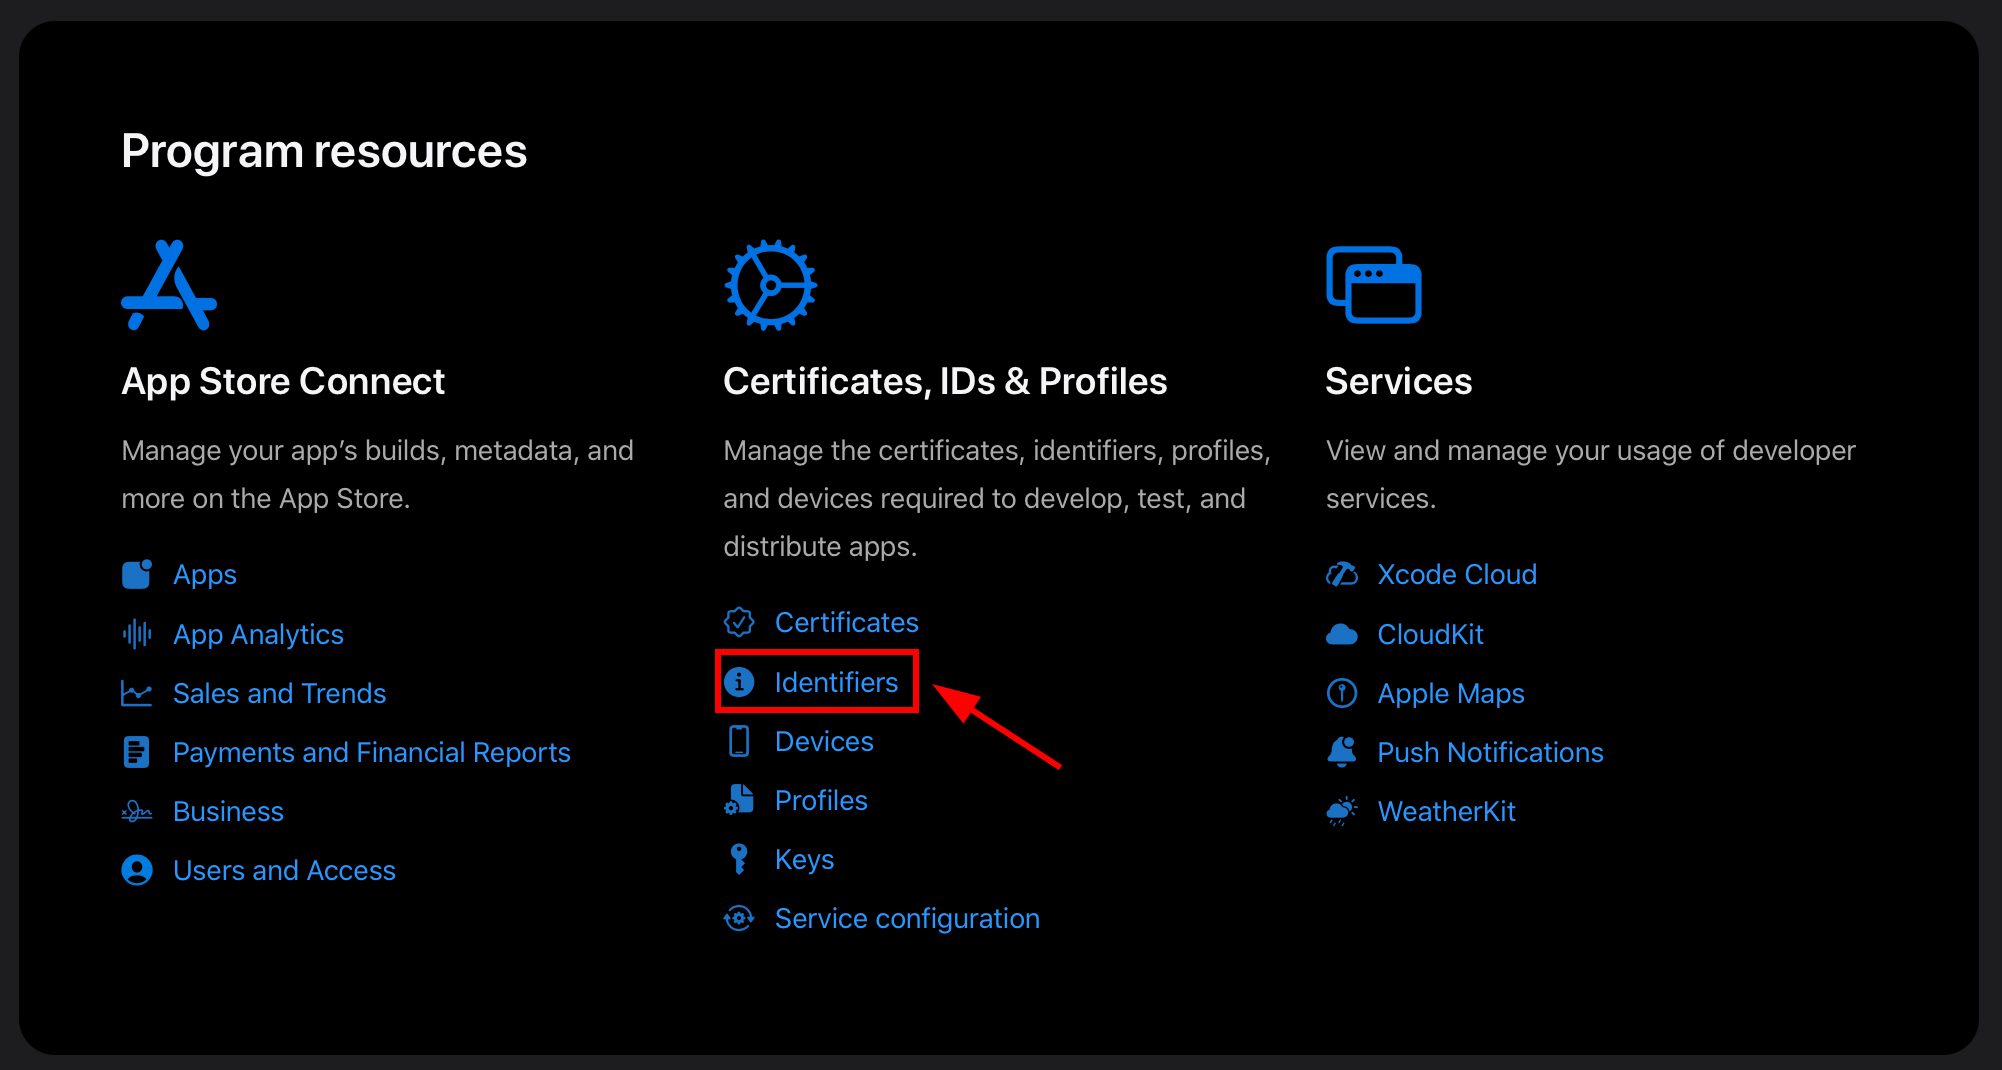 Program resources
App Store Connect
Manage your app’s builds, metadata, and
more on the App Store.
Apps
App Analytics
Sales and Trends
Payments and Financial Reports
Business
Users and Access
Certificates, IDs & Profiles
Manage the certificates, identifiers, profiles,
and devices required to develop, test, and
distribute apps.
Certificates
Identifiers
Devices
Profiles
Keys
Service configuration
Services
View and manage your usage of developer
services.
Xcode Cloud
CloudKit
Apple Maps
Push Notifications
WeatherKit